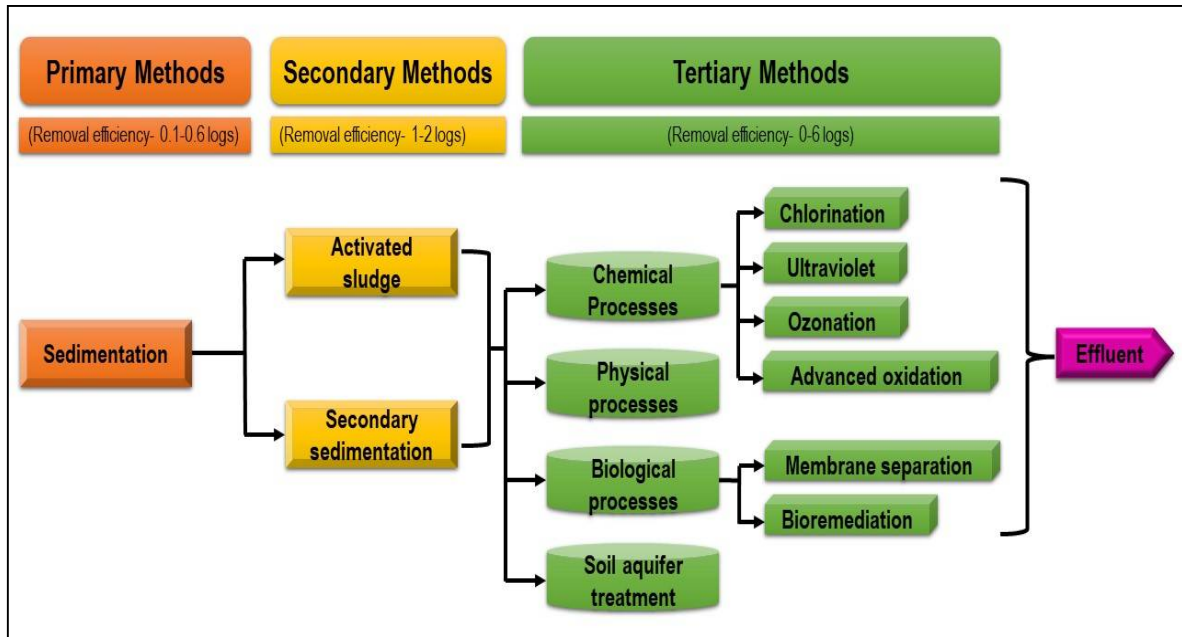 Primary Methods
Secondary Methods
Tertiary Methods
(Removal efficiency- 0.1-0.6 logs)
(Removal efficiency- 1-2 logs)
(Removal efficiency- 0-6 logs)
Sedimentation
Activated
sludge
Secondary
sedimentation
Chemical
Processes
Physical
processes
Biological
processes
Soil aquifer
treatment
Chlorination
Ultraviolet
Ozonation
Advanced oxidation
Membrane separation
Bioremediation
Effluent